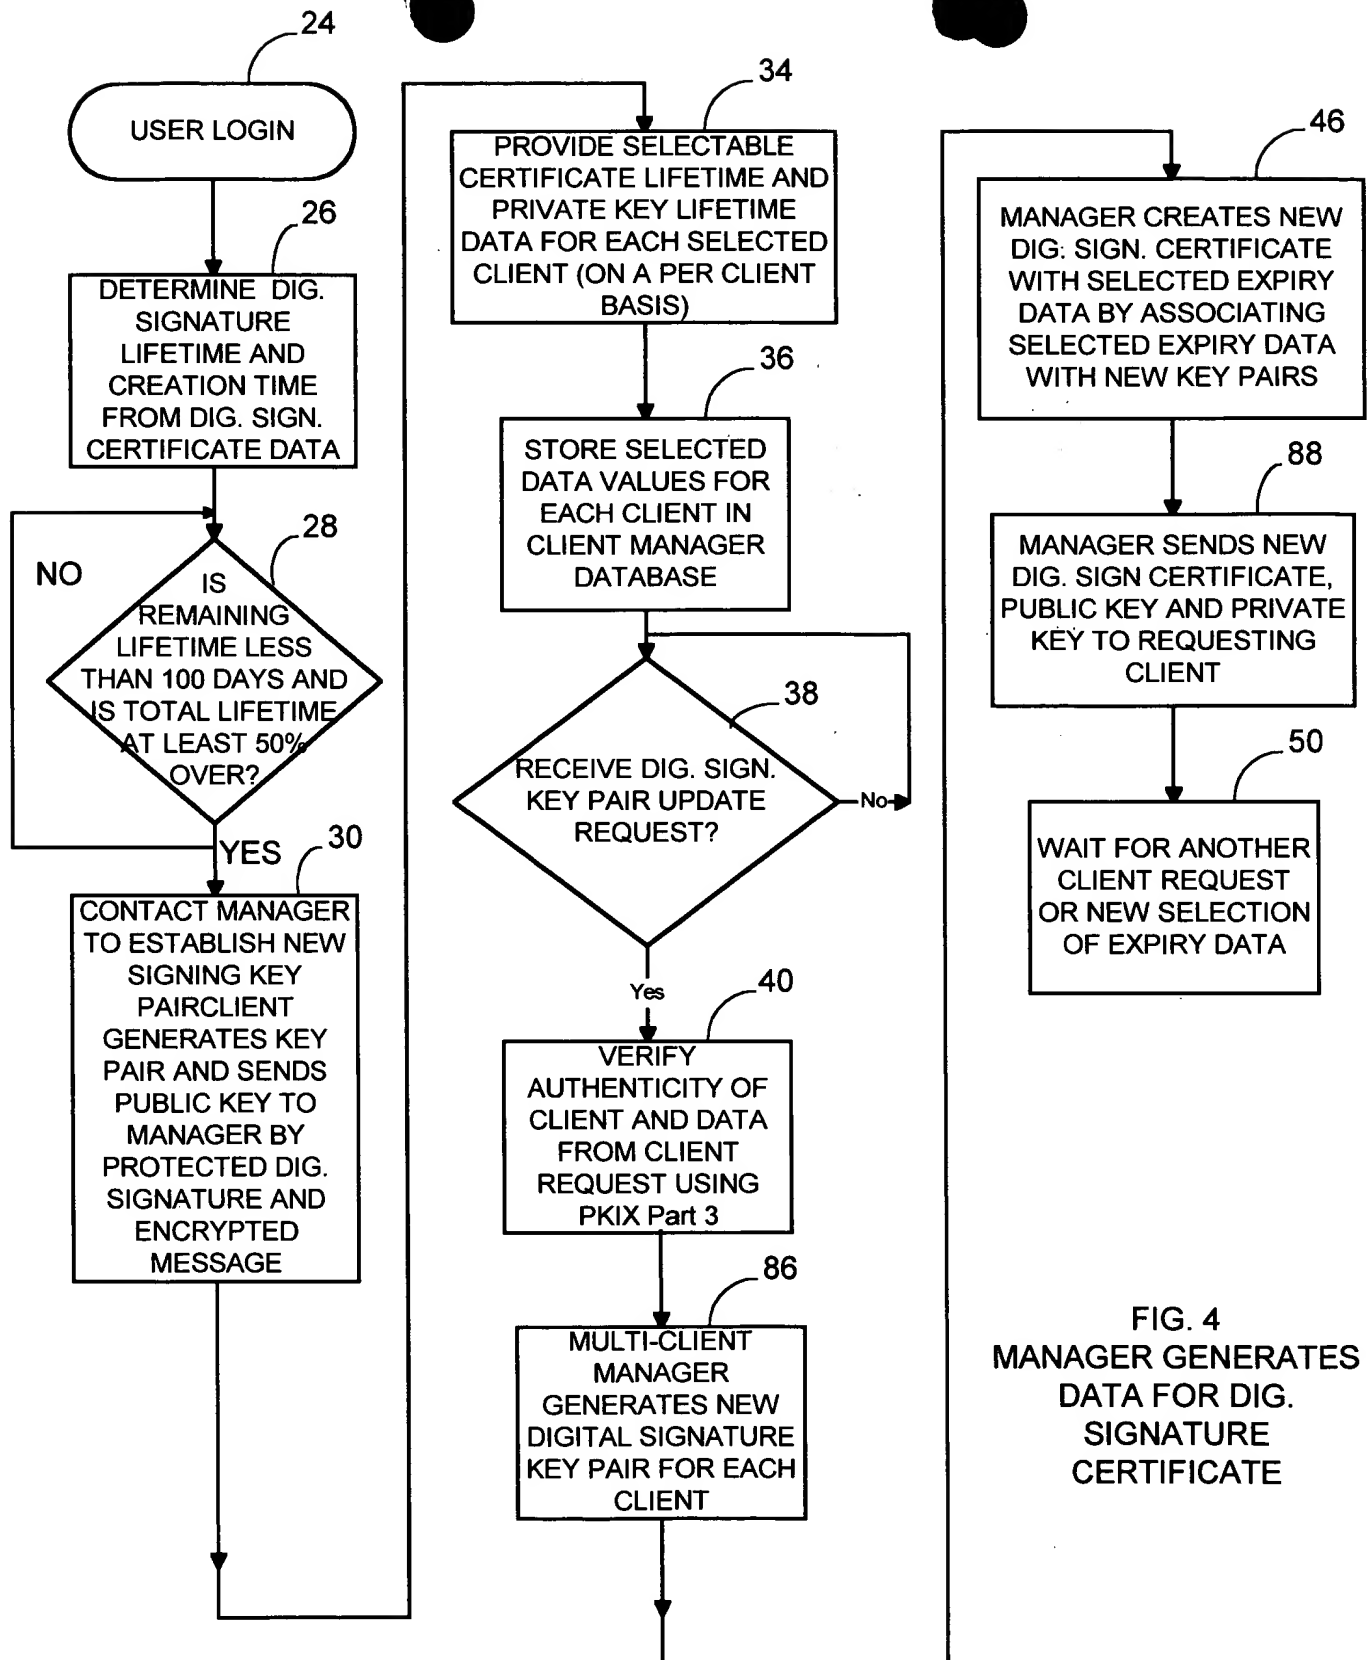 24
USER LOGIN
26
DETERMINE DIG.
SIGNATURE
LIFETIME AND
CREATION TIME
FROM DIG. SIGN.
CERTIFICATE DATA
28
NO
IS
REMAINING
LIFETIME LESS
THAN 100 DAYS AND
IS TOTAL LIFETIME
AT LEAST 50%
OVER?
YES
30
CONTACT MANAGER
TO ESTABLISH NEW
SIGNING KEY
PAIRCLIENT
GENERATES KEY
PAIR AND SENDS
PUBLIC KEY TO
MANAGER BY
PROTECTED DIG.
SIGNATURE AND
ENCRYPTED
MESSAGE
34
PROVIDE SELECTABLE
CERTIFICATE LIFETIME AND
PRIVATE KEY LIFETIME
DATA FOR EACH SELECTED
CLIENT (ON A PER CLIENT
BASIS)
36
STORE SELECTED
DATA VALUES FOR
EACH CLIENT IN
CLIENT MANAGER
DATABASE
38
RECEIVE DIG. SIGN.
KEY PAIR UPDATE
REQUEST?
No
Yes
40
VERIFY
AUTHENTICITY OF
CLIENT AND DATA
FROM CLIENT
REQUEST USING
PKIX Part 3
86
MULTI-CLIENT
MANAGER
GENERATES NEW
DIGITAL SIGNATURE
KEY PAIR FOR EACH
CLIENT
46
MANAGER CREATES NEW
DIG. SIGN. CERTIFICATE
WITH SELECTED EXPIRY
DATA BY ASSOCIATING
SELECTED EXPIRY DATA
WITH NEW KEY PAIRS
88
MANAGER SENDS NEW
DIG. SIGN CERTIFICATE,
PUBLIC KEY AND PRIVATE
KEY TO REQUESTING
CLIENT
50
WAIT FOR ANOTHER
CLIENT REQUEST
OR NEW SELECTION
OF EXPIRY DATA
FIG. 4
MANAGER GENERATES
DATA FOR DIG.
SIGNATURE
CERTIFICATE